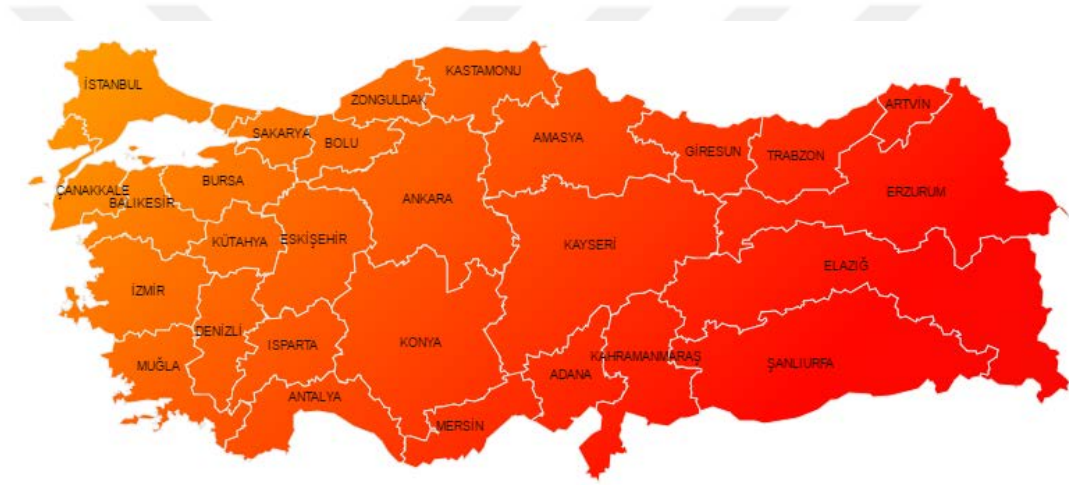 KASTAMONU
İSTANBUL
ZONGULDAK
ARTVİN
SAKARYA
BOLU
AMASYA
GİRESUN
TRABZON
BURSA
ÇANAKKALE
BALIKESİR
ANKARA
ERZURUM
KÜTAHYA
ESKİŞEHİR
KAYSERİ
ELAZIĞ
İZMİR
DENİZLİ
ISPARTA
KONYA
KAHRAMANMARAŞ
MUĞLA
ADANA
ŞANLIURFA
ANTALYA
MERSİN